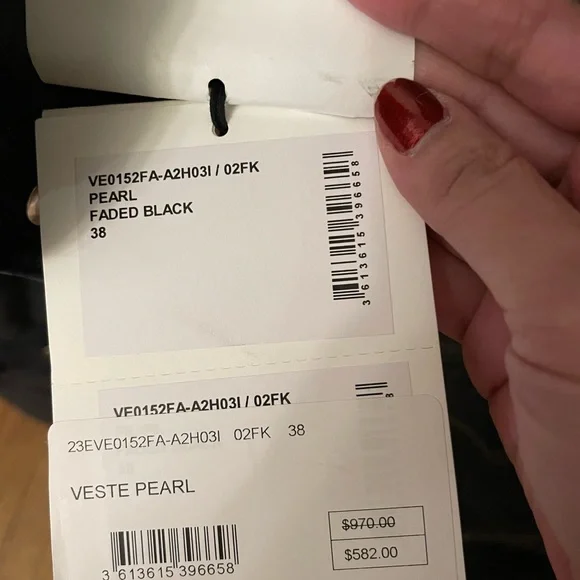 VE0152FA-A2H03I / 02FK
PEARL
FADED BLACK
38
3613615396658
VE0152FA-A2H03I / 02FK
8
23EVE0152FA-A2H03I 02FK 38
VESTE PEARL
$970.00
$582.00
3 613615 396658